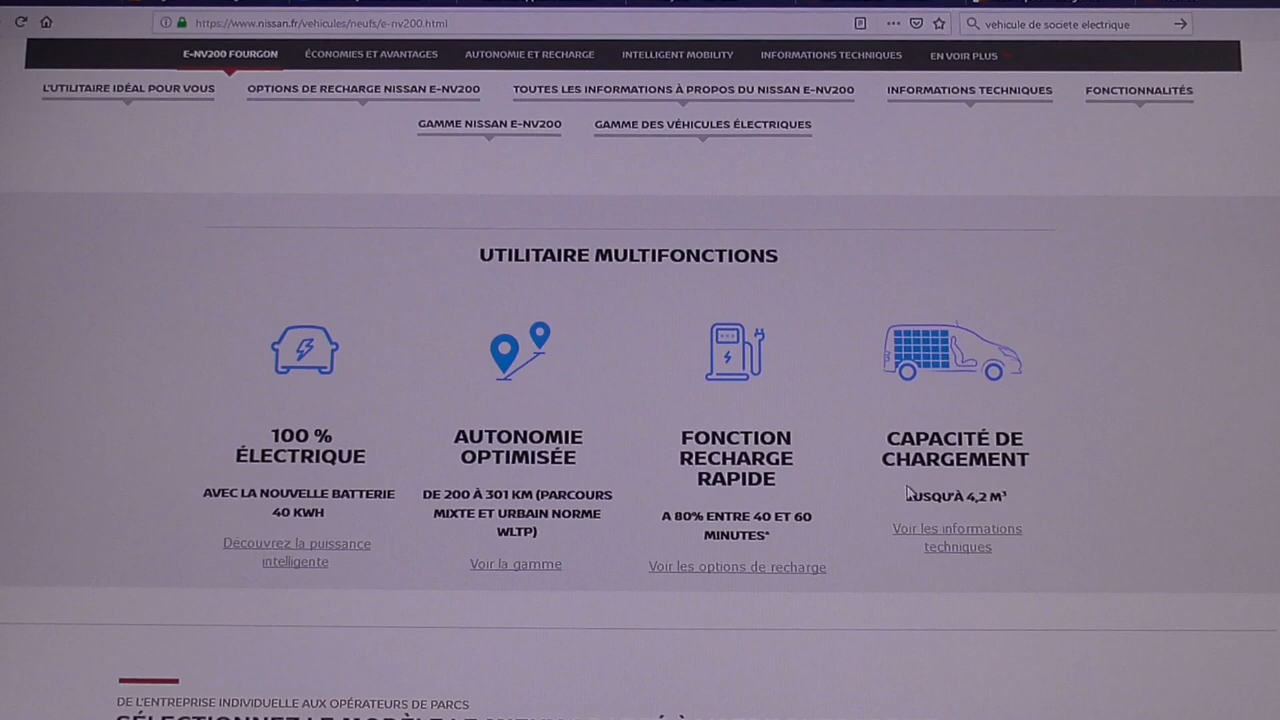 https://www.nissan.fr/vehicules/neufs/e-nv200.html
vehicule de societe electrique
E-NV200 FOURGON ÉCONOMIES ET AVANTAGES AUTONOMIE ET RECHARGE INTELLIGENT MOBILITY INFORMATIONS TECHNIQUES EN VOIR PLUS
L'UTILITAIRE IDÉAL POUR VOUS OPTIONS DE RECHARGE NISSAN E-NV200 TOUTES LES INFORMATIONS À PROPOS DU NISSAN E-NV200 INFORMATIONS TECHNIQUES FONCTIONNALITÉS
GAMME NISSAN E-NV200 GAMME DES VÉHICULES ÉLECTRIQUES
UTILITAIRE MULTIFONCTIONS
100 %
ÉLECTRIQUE
AVEC LA NOUVELLE BATTERIE
40 KWH
Découvrez la puissance
intelligente
AUTONOMIE
OPTIMISÉE
DE 200 À 301 KM (PARCOURS
MIXTE ET URBAIN NORME
WLTP)
Voir la gamme
FONCTION
RECHARGE
RAPIDE
A 80% ENTRE 40 ET 60
MINUTES*
Voir les options de recharge
CAPACITÉ DE
CHARGEMENT
JUSQU'À 4,2 M³
Voir les informations
techniques
DE L'ENTREPRISE INDIVIDUELLE AUX OPÉRATEURS DE PARCS